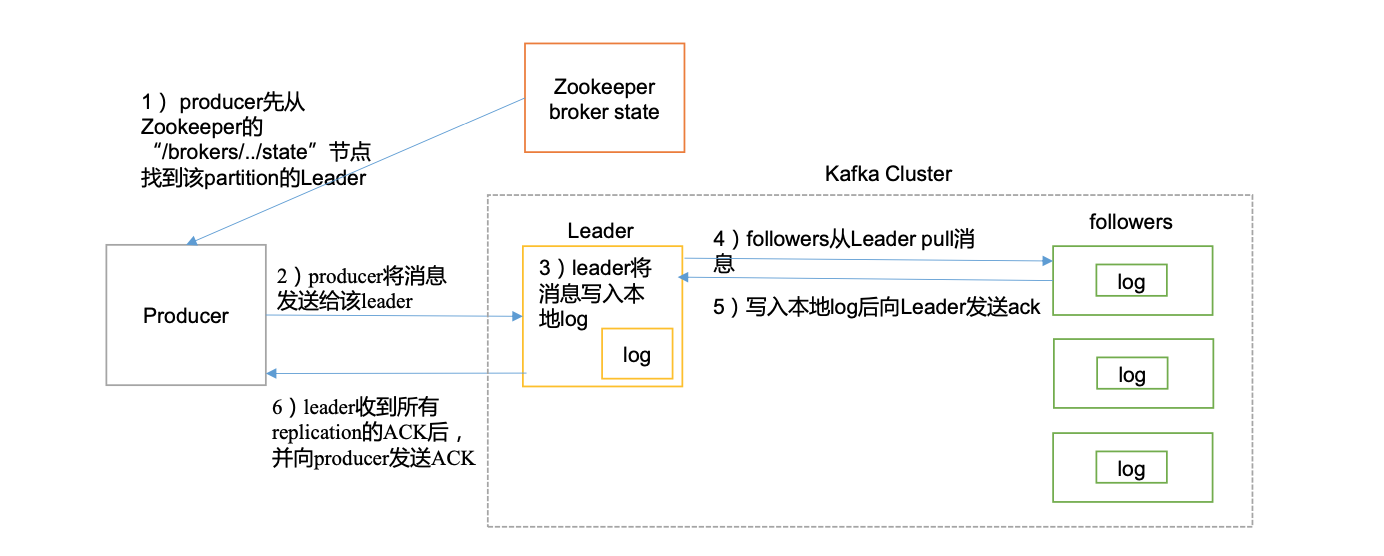 Zookeeper
broker state
1）producer先从
Zookeeper的
“/brokers/../state”节点
找到该partition的Leader
Kafka Cluster
Producer
2）producer将消息
发送给该leader
Leader
3）leader将
消息写入本
地log
log
4）followers从Leader pull消
息
5）写入本地log后向Leader发送ack
followers
log
log
log
6）leader收到所有
replication的ACK后，
并向producer发送ACK